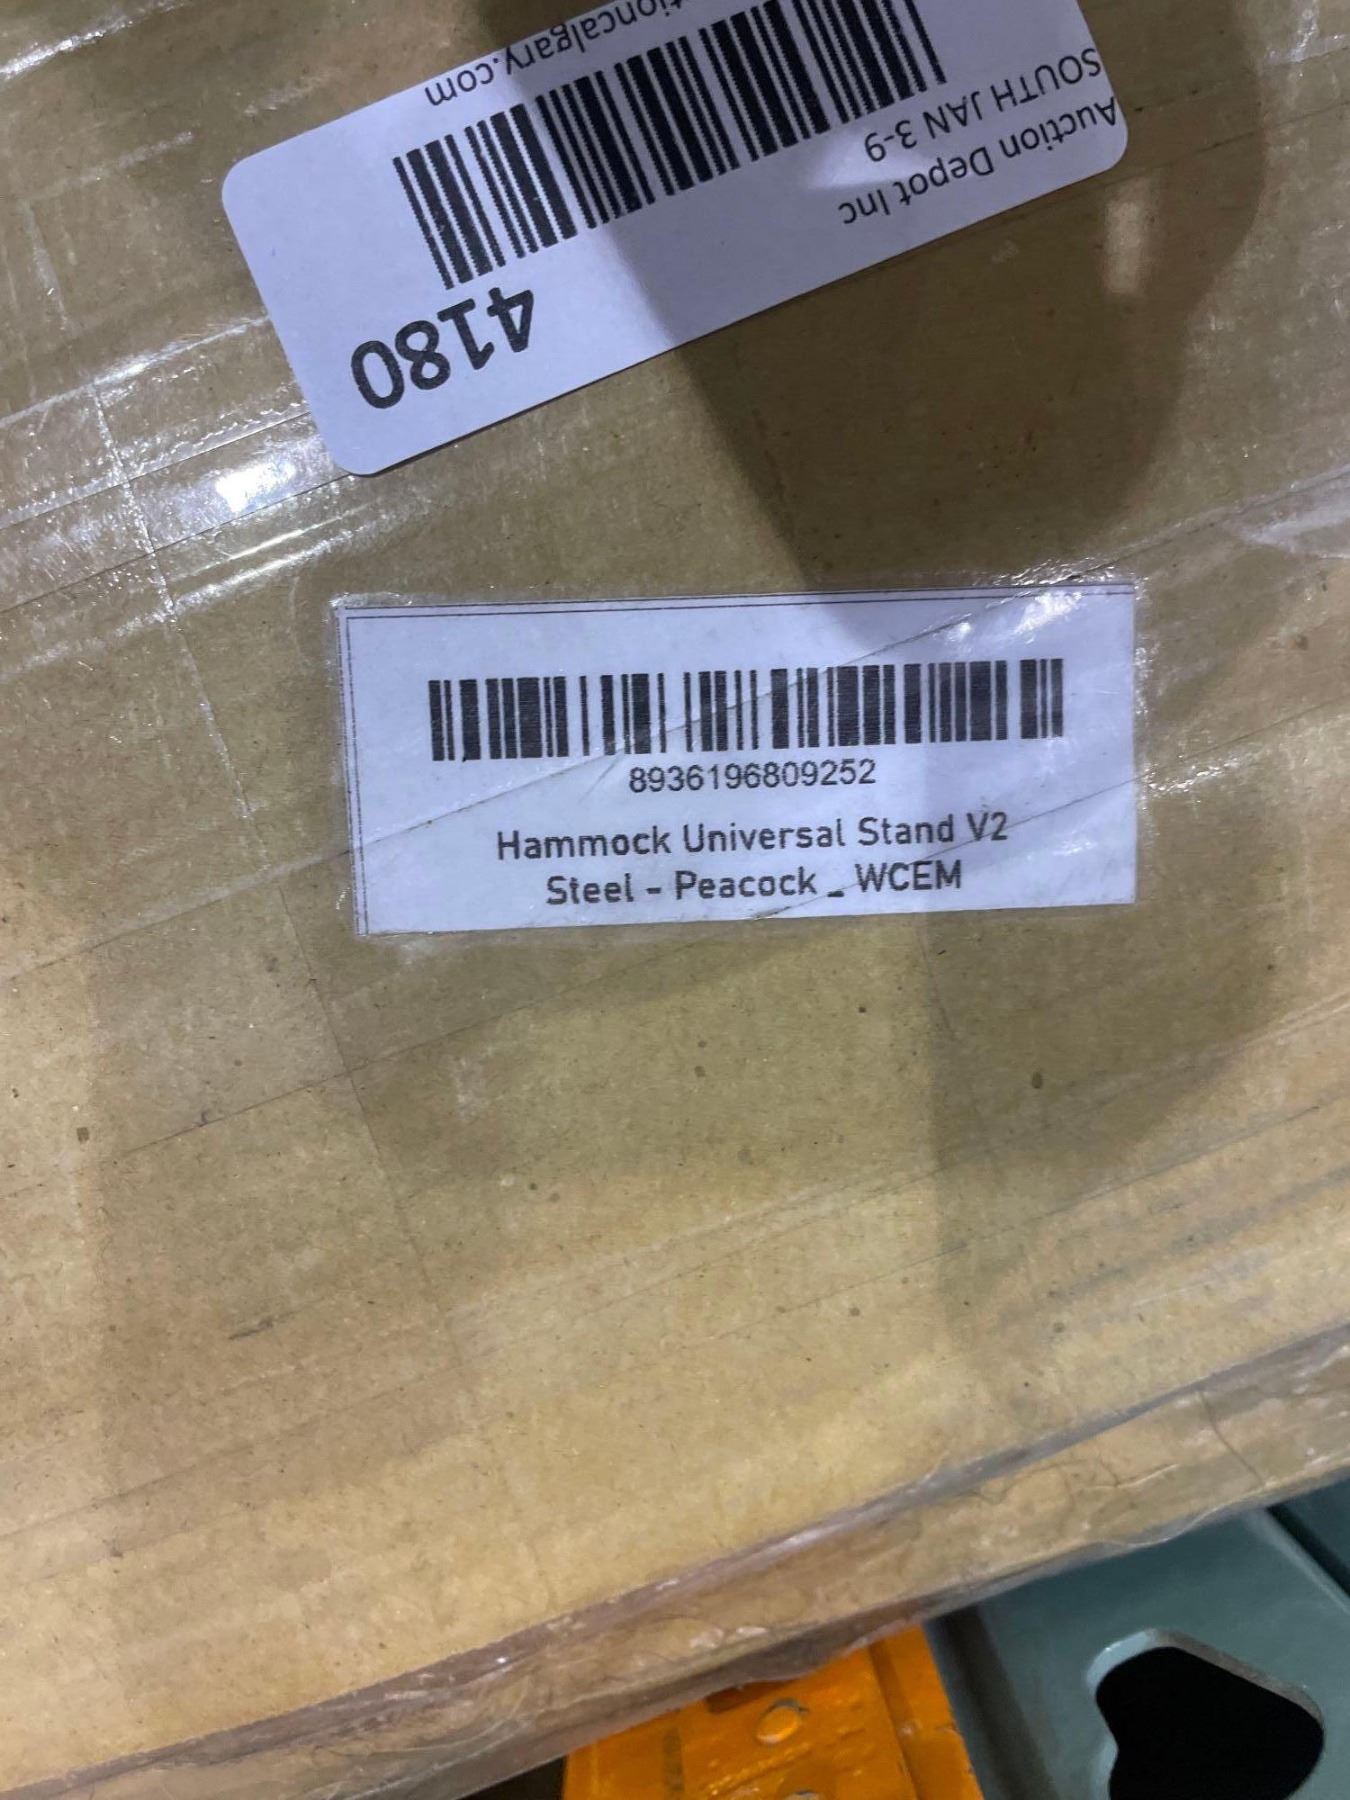 Auction Depot Inc
SOUTH JAN 3-9
4180
8936196809252
Hammock Universal Stand V2
Steel - Peacock _ WCEM